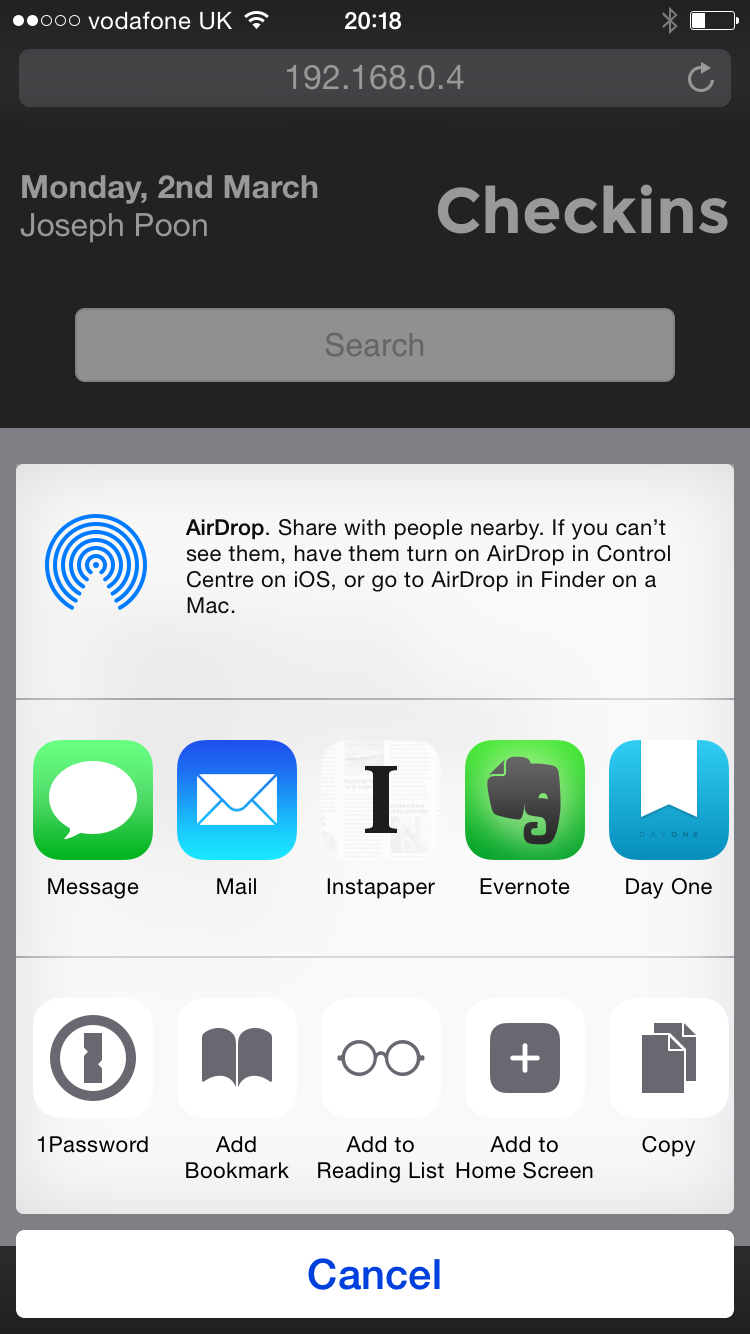 vodafone UK 20:18
192.168.0.4
Monday, 2nd March
Joseph Poon
Checkins
Search
AirDrop. Share with people nearby. If you can’t
see them, have them turn on AirDrop in Control
Centre on iOS, or go to AirDrop in Finder on a
Mac.
I
DAYONE
Message
Mail
Instapaper
Evernote
Day One
1Password
Add
Bookmark
Add to
Reading List
Add to
Home Screen
Copy
Cancel